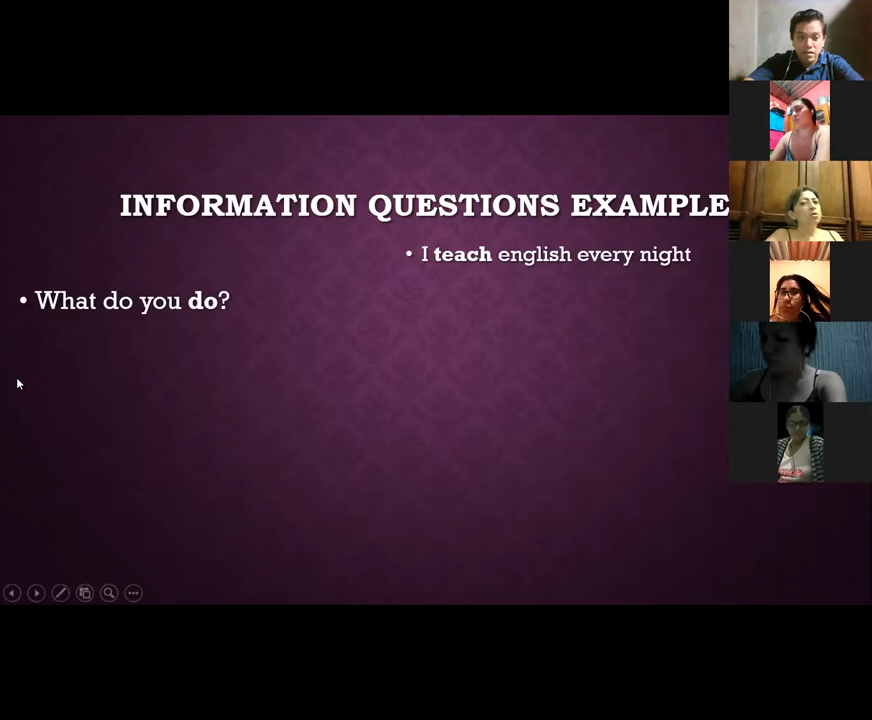 INFORMATION QUESTIONS EXAMPLE
• I teach english every night
• What do you do?